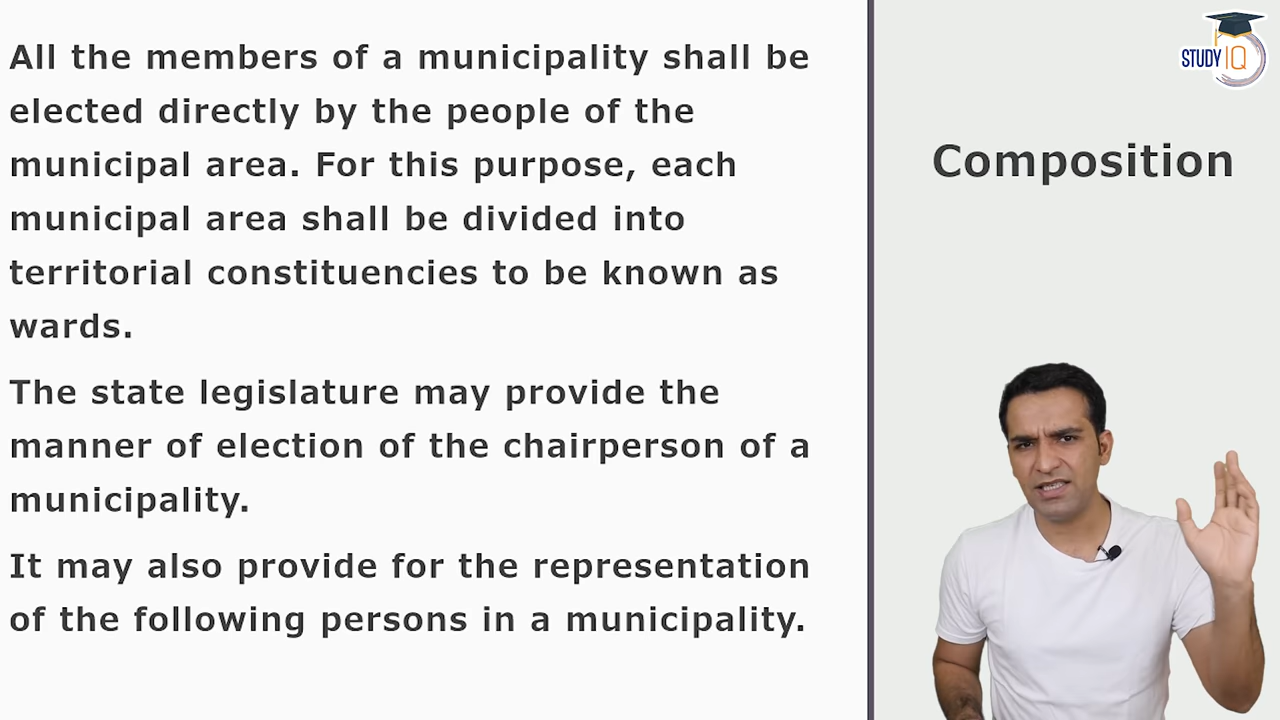 All the members of a municipality shall be
elected directly by the people of the
municipal area. For this purpose, each
municipal area shall be divided into
territorial constituencies to be known as
wards.
The state legislature may provide the
manner of election of the chairperson of a
municipality.
It may also provide for the representation
of the following persons in a municipality.
STUDY IQ
Composition